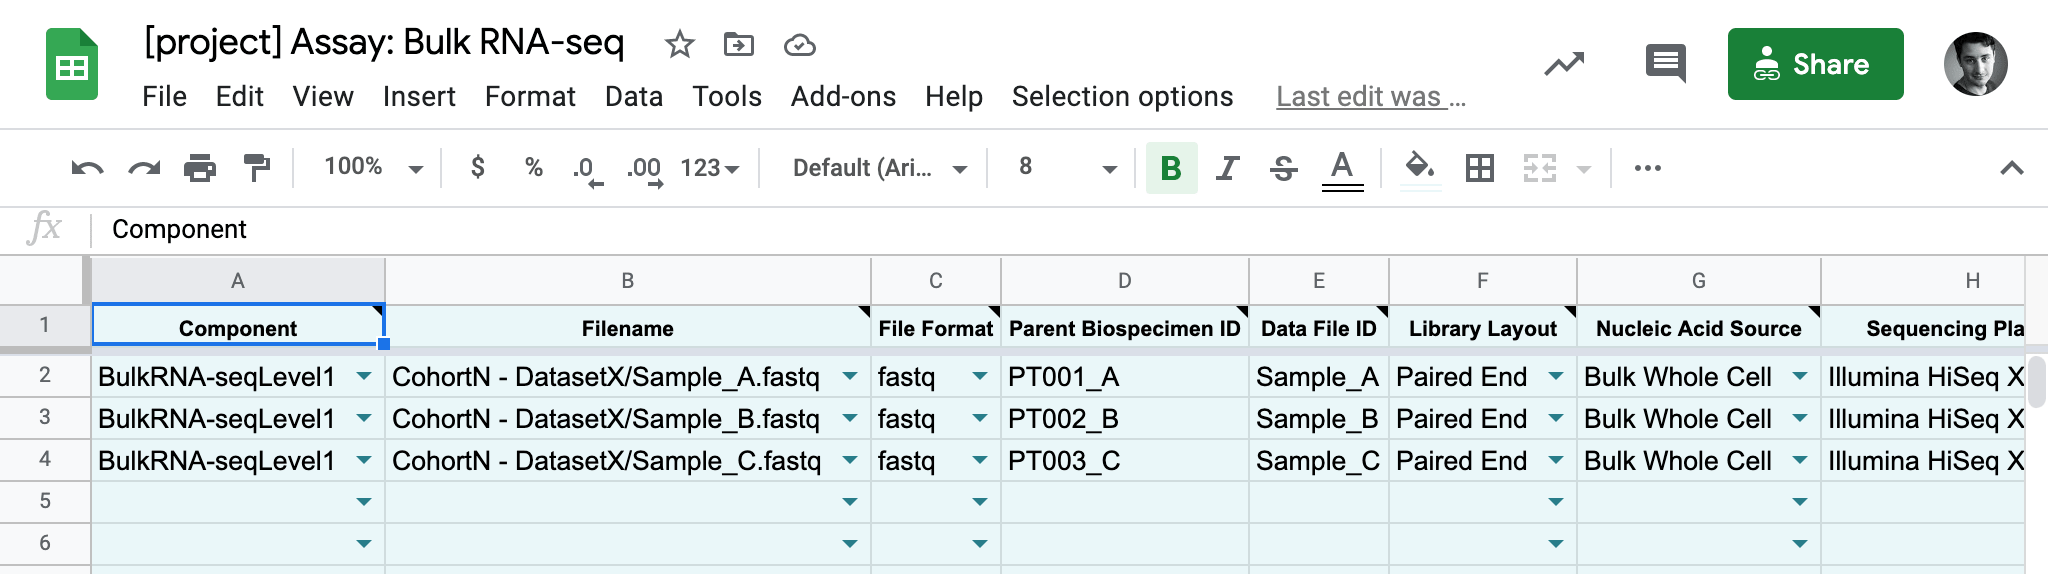 [project] Assay: Bulk RNA-seq
File Edit View Insert Format Data Tools Add-ons Help Selection options Last edit was ...
Share
100% $ % .0 .00 123 Default (Ari... 8 B I S A ...
fx Component
A B C D E F G H
1 Component Filename File Format Parent Biospecimen ID Data File ID Library Layout Nucleic Acid Source Sequencing Pla
2 BulkRNA-seqLevel1 CohortN - DatasetX/Sample_A.fastq fastq PT001_A Sample_A Paired End Bulk Whole Cell Illumina HiSeq X
3 BulkRNA-seqLevel1 CohortN - DatasetX/Sample_B.fastq fastq PT002_B Sample_B Paired End Bulk Whole Cell Illumina HiSeq X
4 BulkRNA-seqLevel1 CohortN - DatasetX/Sample_C.fastq fastq PT003_C Sample_C Paired End Bulk Whole Cell Illumina HiSeq X
5
6